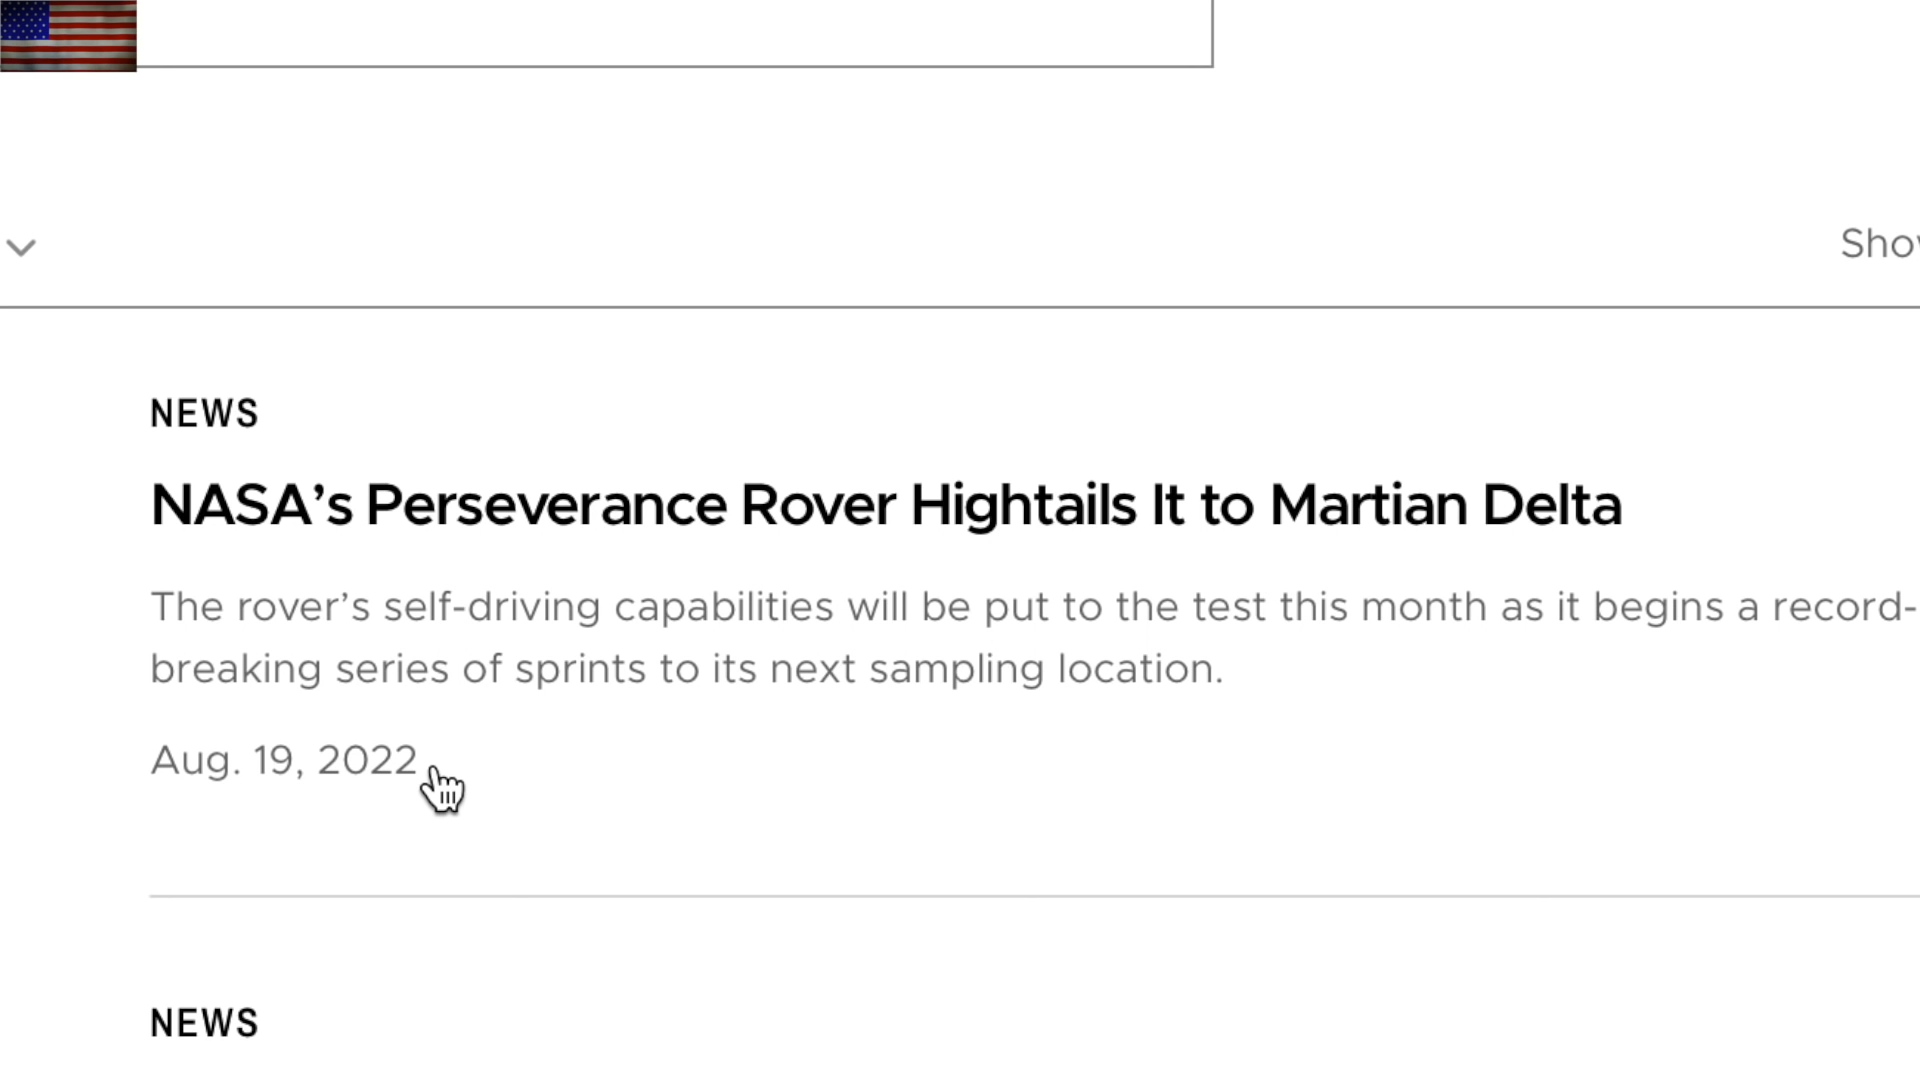 Show
NEWS
NASA’s Perseverance Rover Hightails It to Martian Delta
The rover’s self-driving capabilities will be put to the test this month as it begins a record-
breaking series of sprints to its next sampling location.
Aug. 19, 2022
NEWS